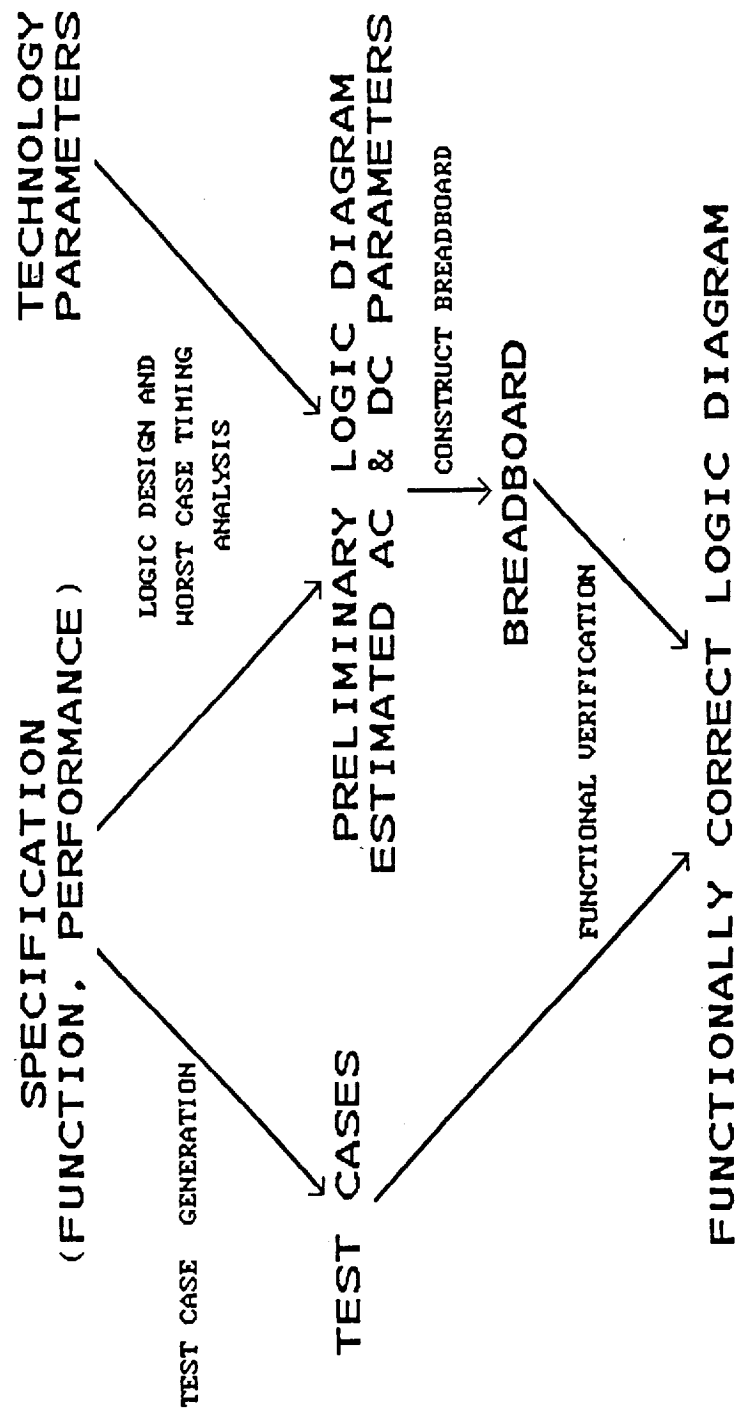 SPECIFICATION
(FUNCTION, PERFORMANCE)
TECHNOLOGY
PARAMETERS
TEST CASE GENERATION
LOGIC DESIGN AND
WORST CASE TIMING
ANALYSIS
TEST CASES
PRELIMINARY LOGIC DIAGRAM
ESTIMATED AC & DC PARAMETERS
CONSTRUCT BREADBOARD
BREADBOARD
FUNCTIONAL VERIFICATION
FUNCTIONALLY CORRECT LOGIC DIAGRAM